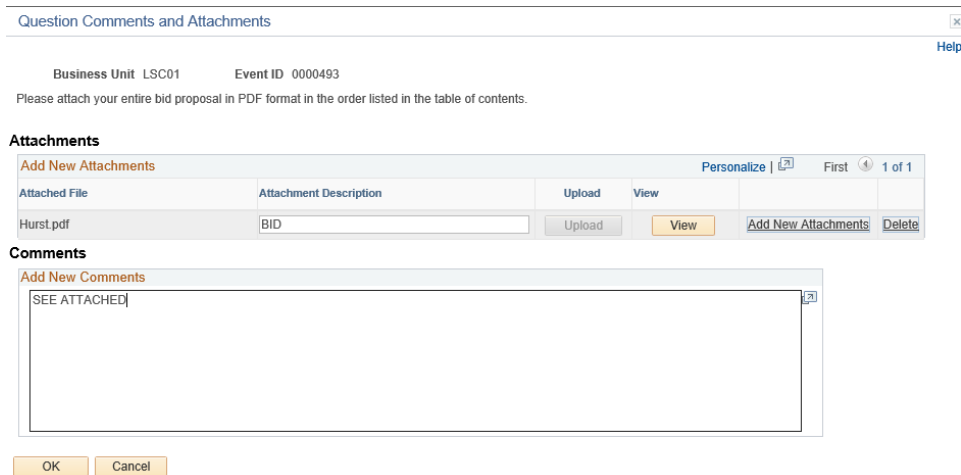 Question Comments and Attachments
x
Help
Business Unit LSC01 Event ID 0000493
Please attach your entire bid proposal in PDF format in the order listed in the table of contents.
Attachments
Add New Attachments Personalize | First 1 of 1
Attached File Attachment Description Upload View
Hurst.pdf BID Upload View Add New Attachments Delete
Comments
Add New Comments
SEE ATTACHED
OK Cancel